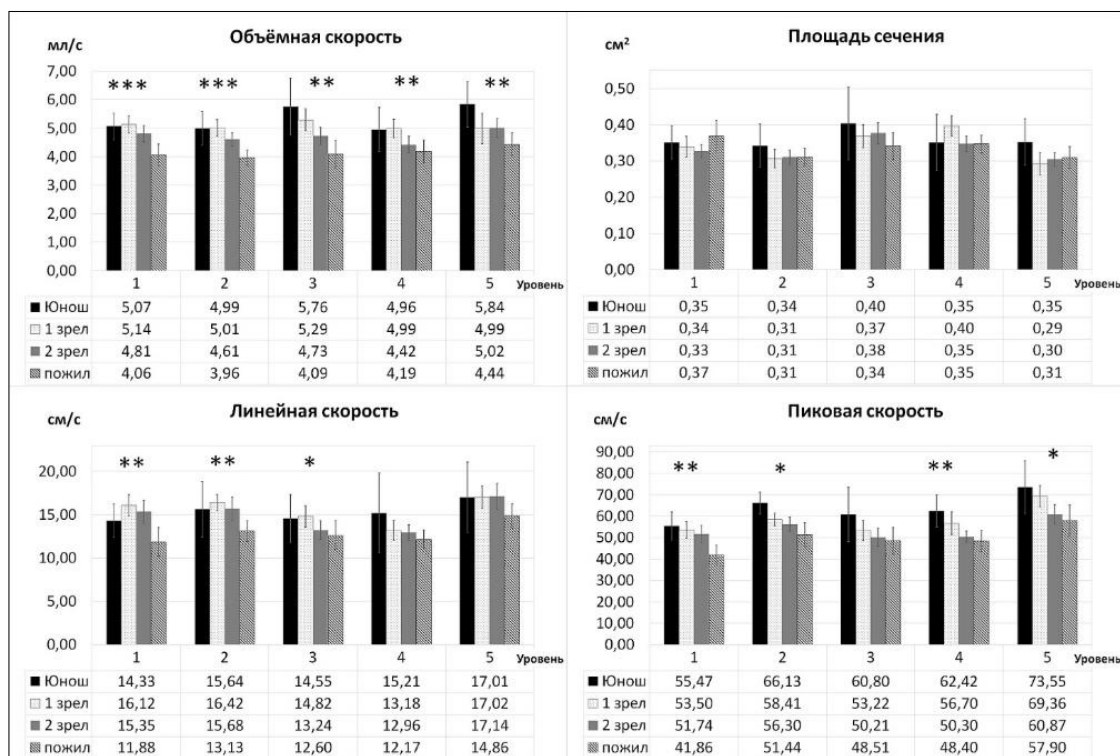 Объёмная скорость
мл/с
7,00
6,00
5,00
4,00
3,00
2,00
1,00
0,00
*** *** ** ** **
1 2 3 4 5 Уровень
Юнош 5,07 4,99 5,76 4,96 5,84
1 зрел 5,14 5,01 5,29 4,99 4,99
2 зрел 4,81 4,61 4,73 4,42 5,02
пожил 4,06 3,96 4,09 4,19 4,44
Площадь сечения
см²
0,50
0,40
0,30
0,20
0,10
0,00
1 2 3 4 5 Уровень
Юнош 0,35 0,34 0,40 0,35 0,35
1 зрел 0,34 0,31 0,37 0,40 0,29
2 зрел 0,33 0,31 0,38 0,35 0,30
пожил 0,37 0,31 0,34 0,35 0,31
Линейная скорость
см/с
20,00
15,00
10,00
5,00
0,00
** ** *
1 2 3 4 5 Уровень
Юнош 14,33 15,64 14,55 15,21 17,01
1 зрел 16,12 16,42 14,82 13,18 17,02
2 зрел 15,35 15,68 13,24 12,96 17,14
пожил 11,88 13,13 12,60 12,17 14,86
Пиковая скорость
см/с
90,00
80,00
70,00
60,00
50,00
40,00
30,00
20,00
10,00
0,00
** * ** *
1 2 3 4 5 Уровень
Юнош 55,47 66,13 60,80 62,42 73,55
1 зрел 53,50 58,41 53,22 56,70 69,36
2 зрел 51,74 56,30 50,21 50,30 60,87
пожил 41,86 51,44 48,51 48,40 57,90